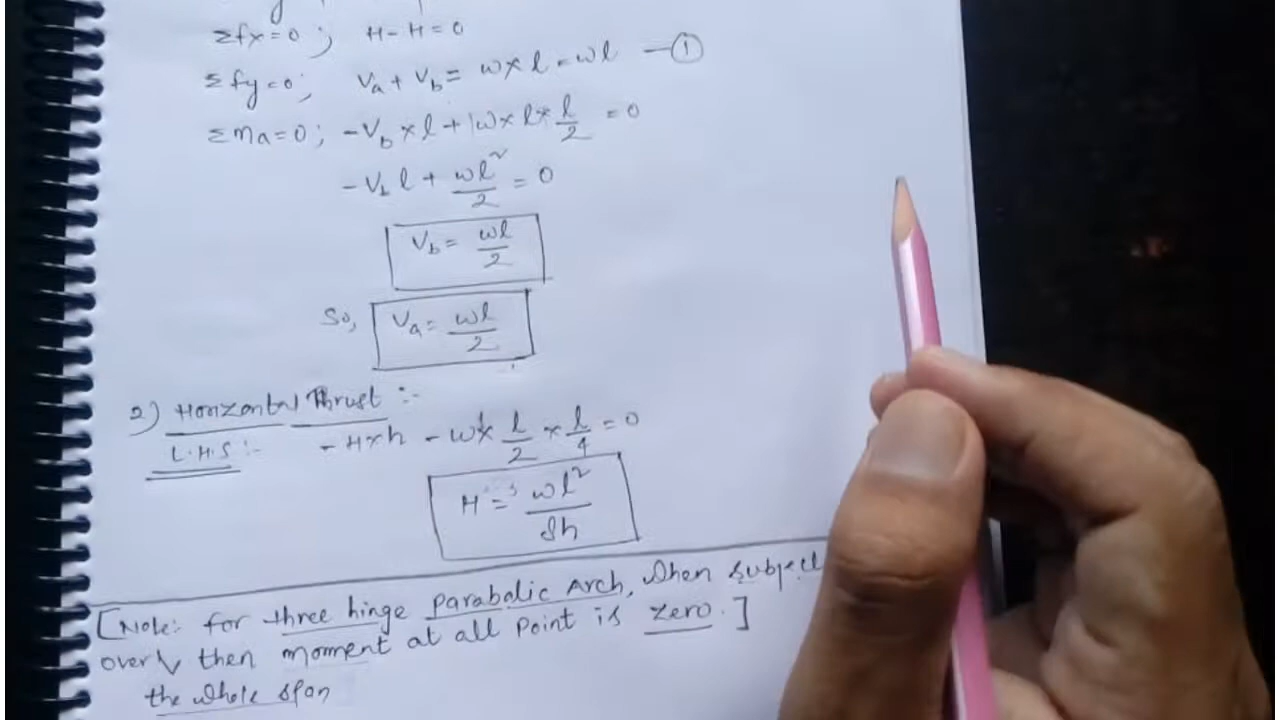 Σfx=0 ; H-H=0
Σfy=0; Va+Vb= w×l=wl —①
Σma=0; -Vb×l+w×l×l/2 =0
-Vbl+wl²/2=0
Vb= wl/2
So, Va= wl/2
2) Horizontal Thrust :-
L.H.S :- -H×h -w×l/2×l/4=0
H = wl²/8h
[Note: for three hinge parabolic Arch, when subject
over then moment at all point is zero.]
the whole span